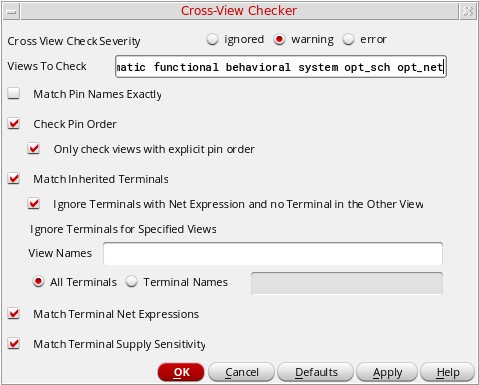 Cross-View Checker
Cross View Check Severity ignored warning error
Views To Check matic functional behavioral system opt_sch opt_net
Match Pin Names Exactly
Check Pin Order
Only check views with explicit pin order
Match Inherited Terminals
Ignore Terminals with Net Expression and no Terminal in the Other View
Ignore Terminals for Specified Views
View Names
All Terminals Terminal Names
Match Terminal Net Expressions
Match Terminal Supply Sensitivity
OK Cancel Defaults Apply Help